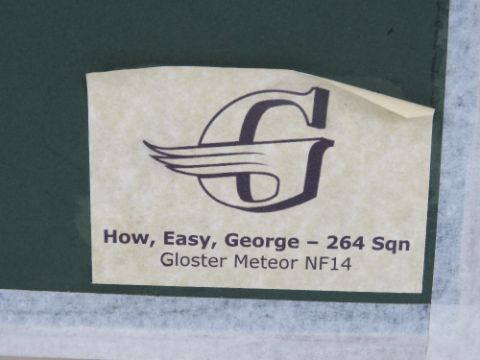 G
How, Easy, George – 264 Sqn
Gloster Meteor NF14